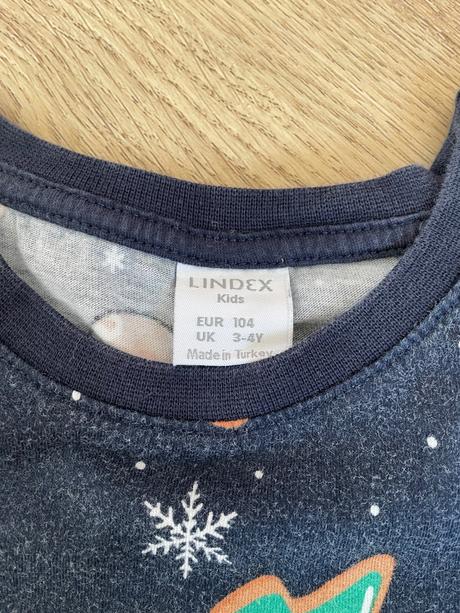 LINDEX
Kids
EUR 104
UK 3-4Y
Made in Turkey